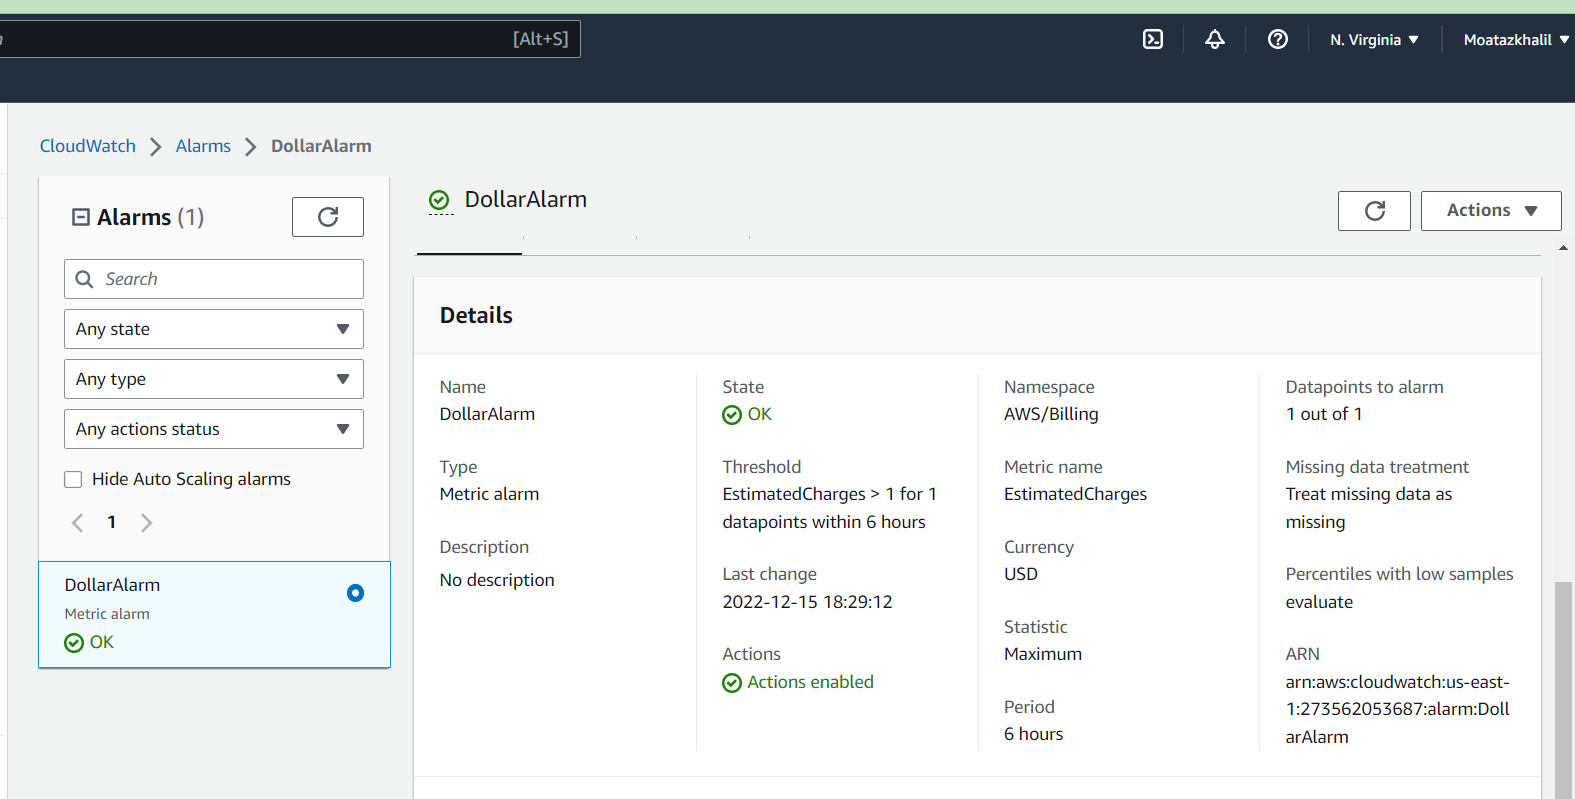 [Alt+S]
N. Virginia
Moatazkhalil
CloudWatch
Alarms
DollarAlarm
Alarms (1)
Search
Any state
Any type
Any actions status
Hide Auto Scaling alarms
1
DollarAlarm
Metric alarm
OK
DollarAlarm
Actions
Details
Name
DollarAlarm
Type
Metric alarm
Description
No description
State
OK
Threshold
EstimatedCharges > 1 for 1
datapoints within 6 hours
Last change
2022-12-15 18:29:12
Actions
Actions enabled
Namespace
AWS/Billing
Metric name
EstimatedCharges
Currency
USD
Statistic
Maximum
Period
6 hours
Datapoints to alarm
1 out of 1
Missing data treatment
Treat missing data as
missing
Percentiles with low samples
evaluate
ARN
arn:aws:cloudwatch:us-east-
1:273562053687:alarm:Doll
arAlarm